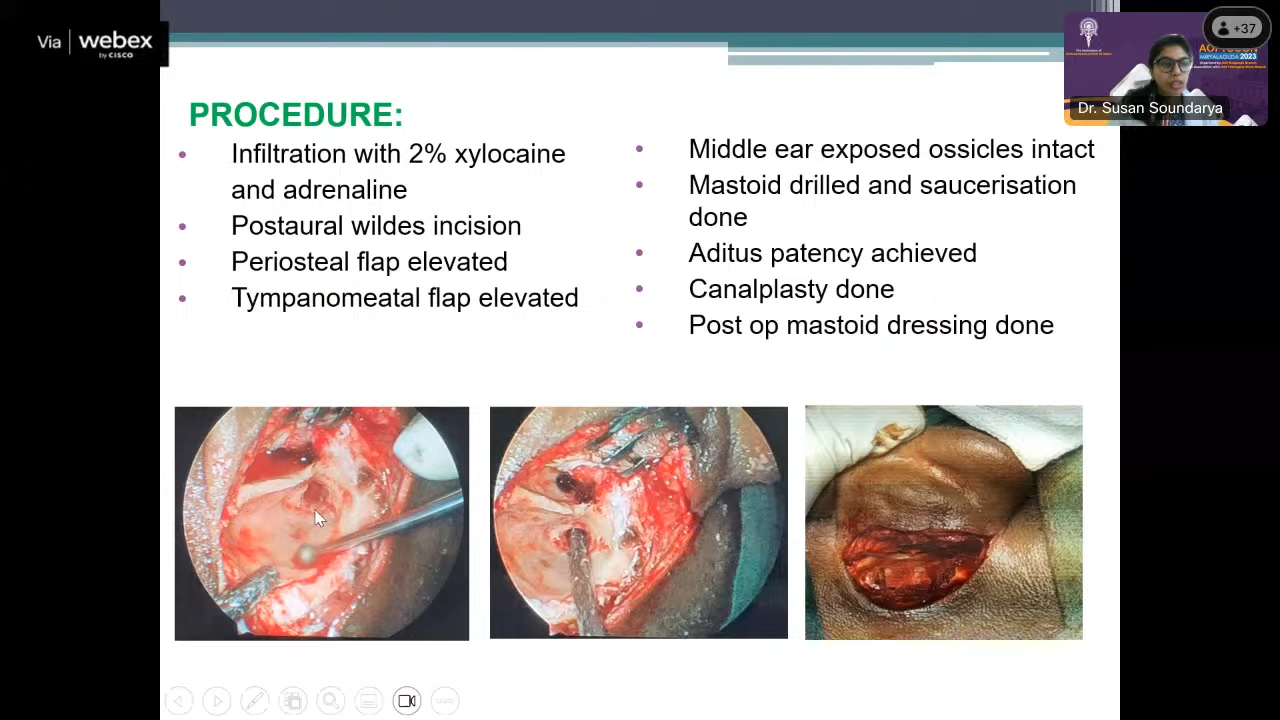 Via webex
by CISCO
+37
MIRYALAGUDA 2023
Dr. Susan Soundarya
PROCEDURE:
• Infiltration with 2% xylocaine
and adrenaline
• Postaural wildes incision
• Periosteal flap elevated
• Tympanomeatal flap elevated
• Middle ear exposed ossicles intact
• Mastoid drilled and saucerisation
done
• Aditus patency achieved
• Canalplasty done
• Post op mastoid dressing done